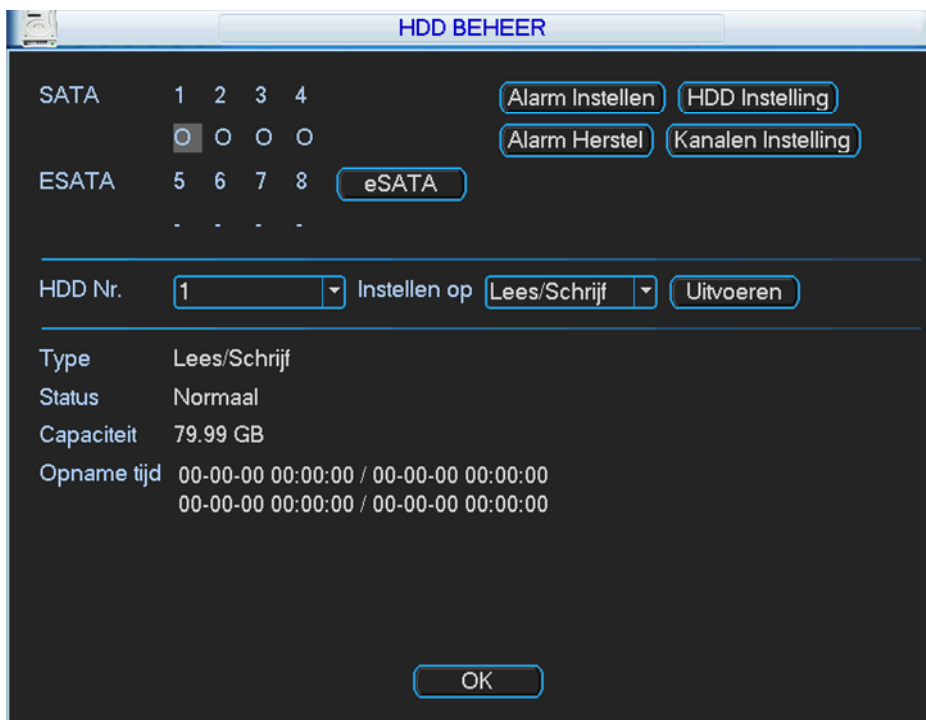 HDD BEHEER
SATA 1 2 3 4 Alarm Instellen HDD Instelling
O O O O Alarm Herstel Kanalen Instelling
ESATA 5 6 7 8 eSATA
- - - -
HDD Nr. 1 Instellen op Lees/Schrijf Uitvoeren
Type Lees/Schrijf
Status Normaal
Capaciteit 79.99 GB
Opname tijd 00-00-00 00:00:00 / 00-00-00 00:00:00
00-00-00 00:00:00 / 00-00-00 00:00:00
OK